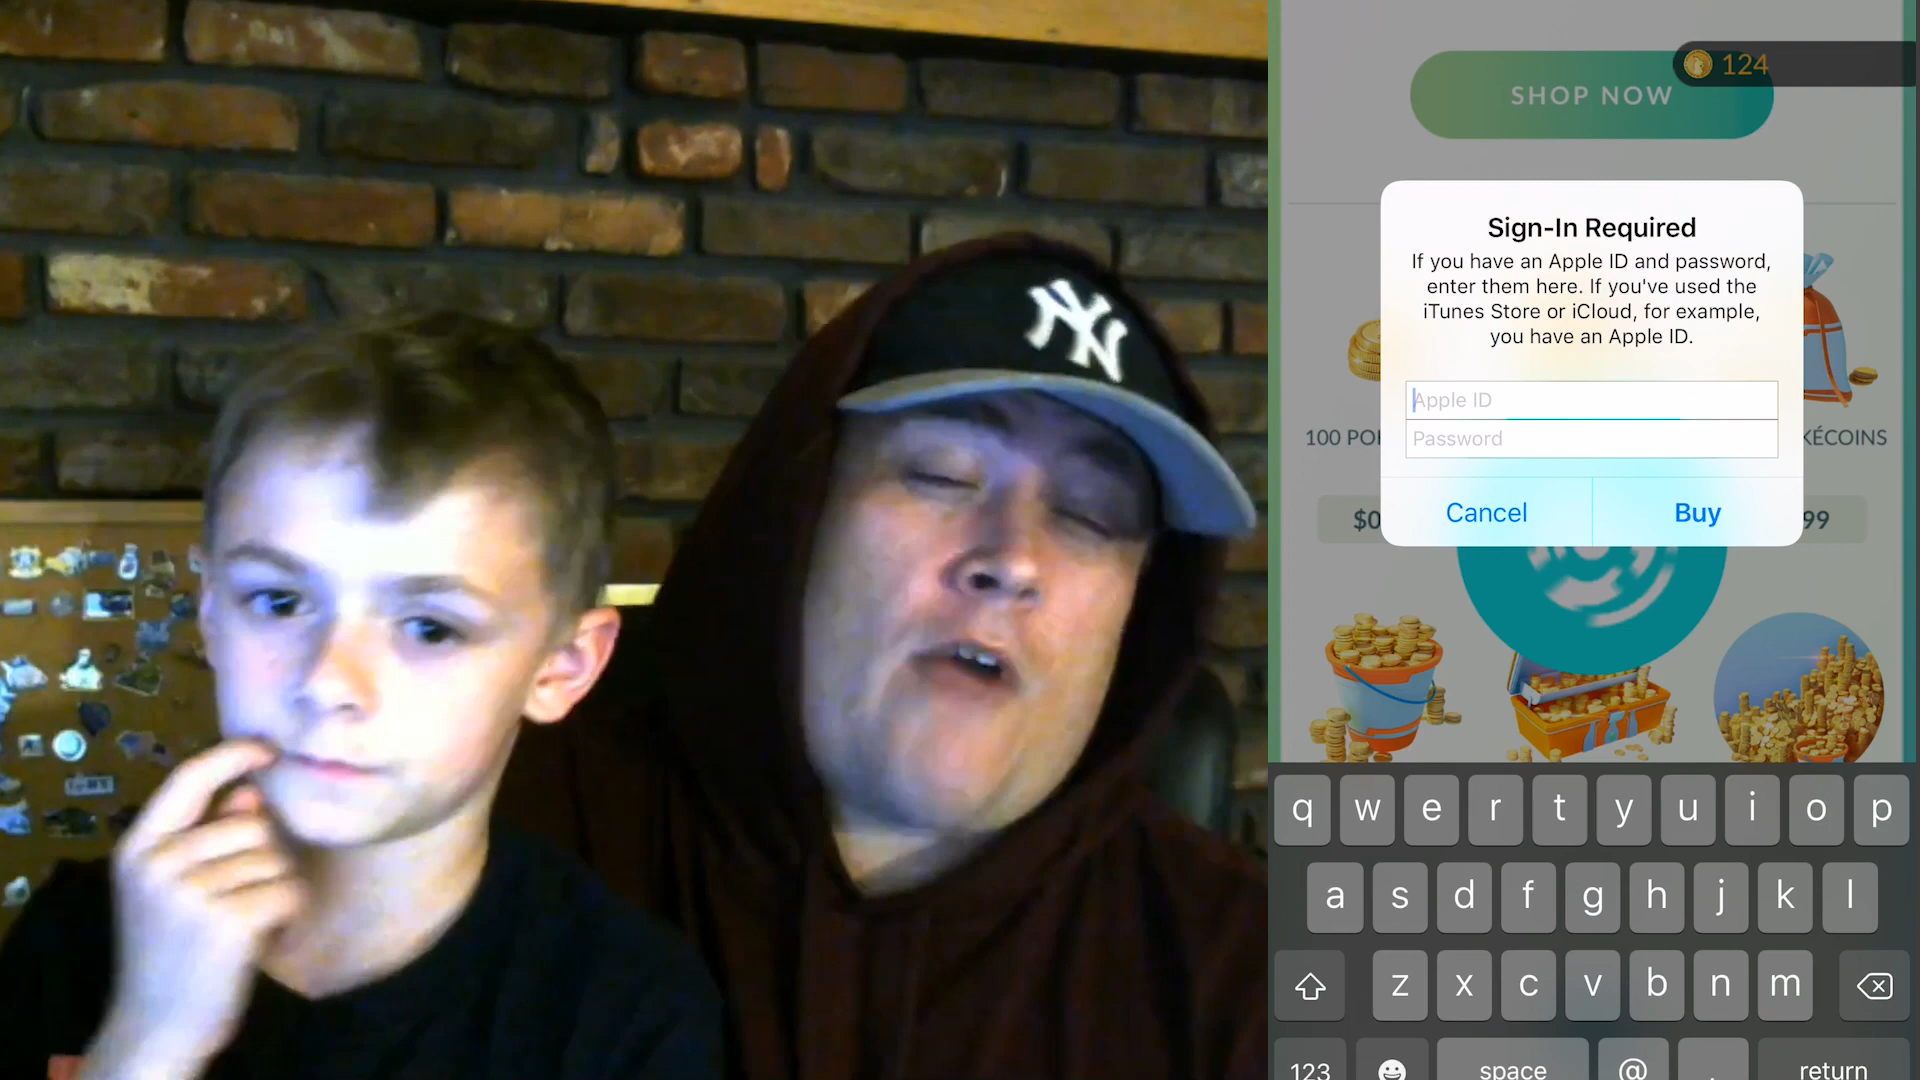 NY
124
SHOP NOW
Sign-In Required
If you have an Apple ID and password,
enter them here. If you've used the
iTunes Store or iCloud, for example,
you have an Apple ID.
Apple ID
Password
100 PO
KÉCOINS
Cancel
Buy
$0
99
q w e r t y u i o p
a s d f g h j k l
z x c v b n m
123 space @ . return